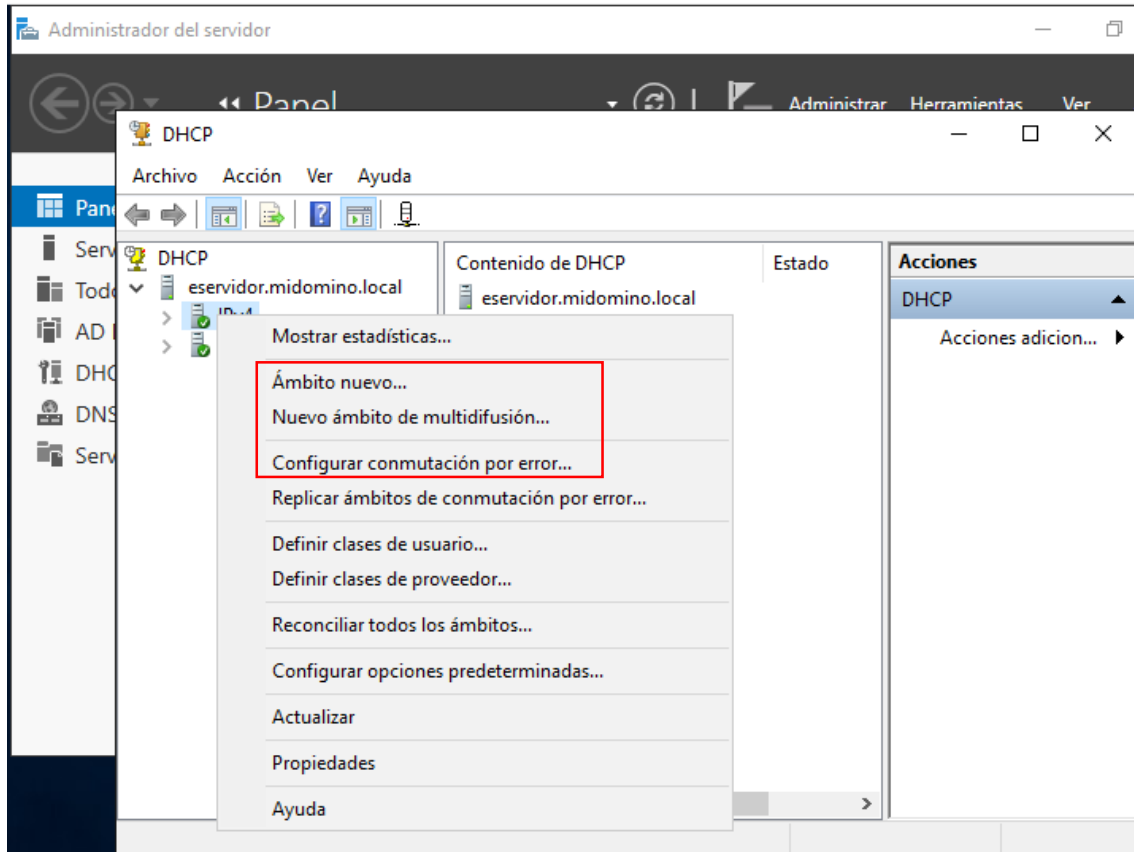 Administrador del servidor
Panel
Administrar Herramientas Ver
DHCP
Archivo Acción Ver Ayuda
DHCP
eservidor.midomino.local
IPv4
Contenido de DHCP
Estado
eservidor.midomino.local
Acciones
DHCP
Acciones adicion...
Mostrar estadísticas...
Ámbito nuevo...
Nuevo ámbito de multidifusión...
Configurar conmutación por error...
Replicar ámbitos de conmutación por error...
Definir clases de usuario...
Definir clases de proveedor...
Reconciliar todos los ámbitos...
Configurar opciones predeterminadas...
Actualizar
Propiedades
Ayuda